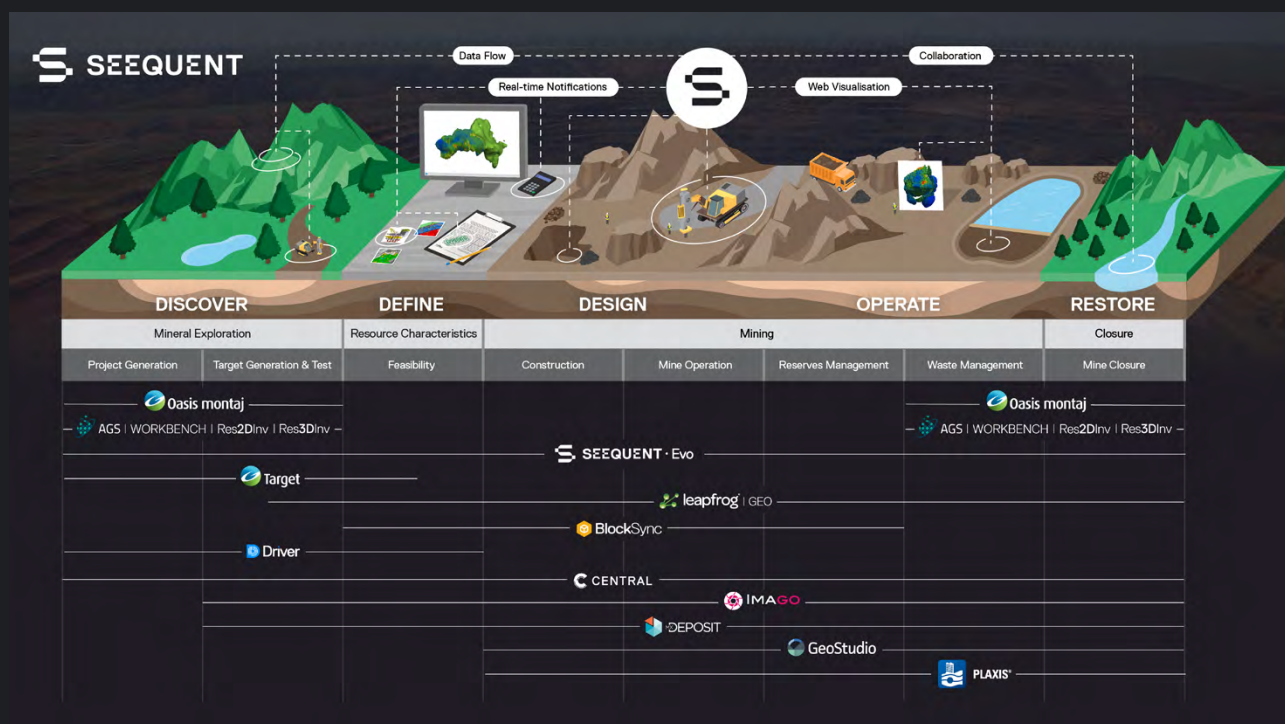 SEEQUENT
Data Flow
Collaboration
Real-time Notifications
Web Visualisation
DISCOVER
DEFINE
DESIGN
OPERATE
RESTORE
Mineral Exploration
Resource Characteristics
Mining
Closure
Project Generation
Target Generation & Test
Feasibility
Construction
Mine Operation
Reserves Management
Waste Management
Mine Closure
Oasis montaj
Oasis montaj
AGS | WORKBENCH | Res2DInv | Res3DInv
AGS | WORKBENCH | Res2DInv | Res3DInv
SEEQUENT · Evo
Target
leapfrog | GEO
BlockSync
Driver
CENTRAL
IMAGO
DEPOSIT
GeoStudio
PLAXIS®